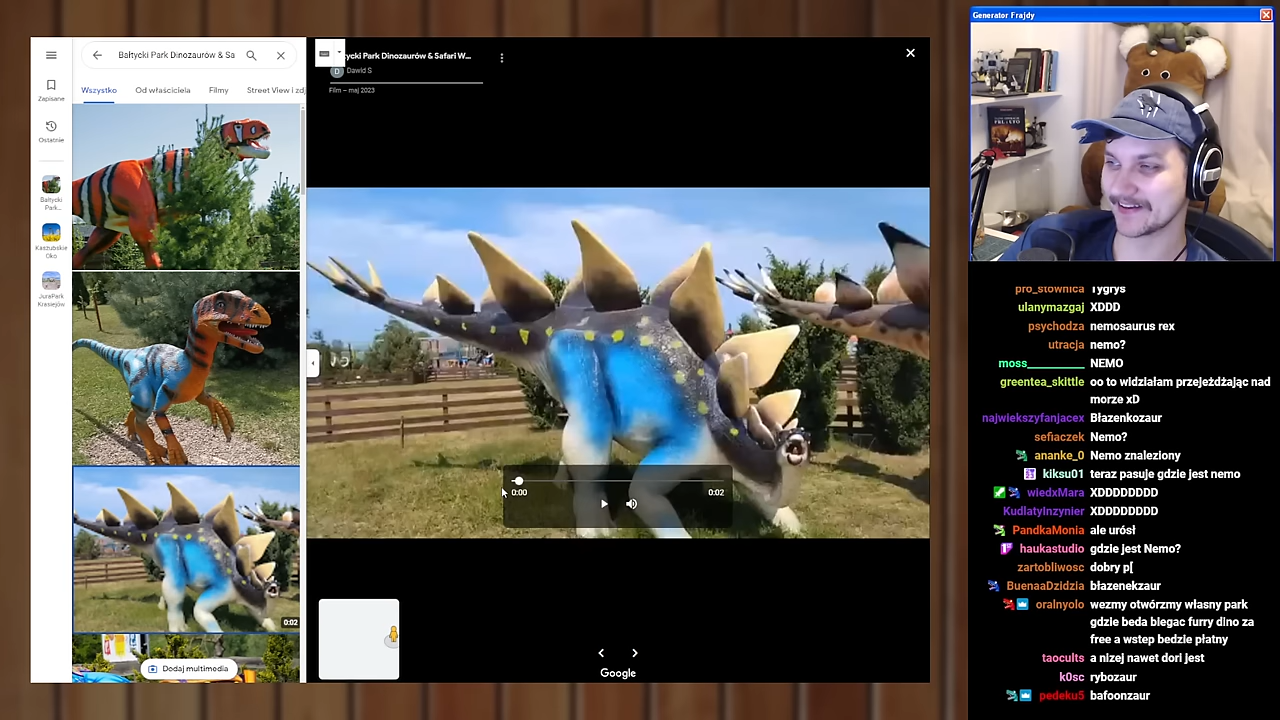 Bałtycki Park Dinozaurów & Sa
Zapisane
Ostatnie
Bałtycki
Park...
Kaszubskie
Oko
JuraPark
Krasiejów
Wszystko
Od właściciela
Filmy
Street View i zdj
0:02
Dodaj multimedia
ycki Park Dinozaurów & Safari W...
D
Dawid S
Film – maj 2023
0:00
0:02
Google
Generator Frajdy
pro_stownica Tygrys
ulanymazgaj XDDD
psychodza nemosaurus rex
utracja nemo?
moss__________ NEMO
greentea_skittle oo to widziałam przejeżdżając nad
morze xD
najwiekszyfanjacex Błazenkozaur
sefiaczek Nemo?
ananke_0 Nemo znaleziony
kiksu01 teraz pasuje gdzie jest nemo
wiedxMara XDDDDDDDD
KudlatyInzynier XDDDDDDDD
PandkaMonia ale urósł
haukastudio gdzie jest Nemo?
zartobliwosc dobry p[
BuenaaDzidzia błazenekzaur
oralnyolo wezmy otwórzmy własny park
gdzie beda biegac furry dino za
free a wstep bedzie płatny
taocults a nizej nawet dori jest
k0sc rybozaur
pedeku5 bafoonzaur